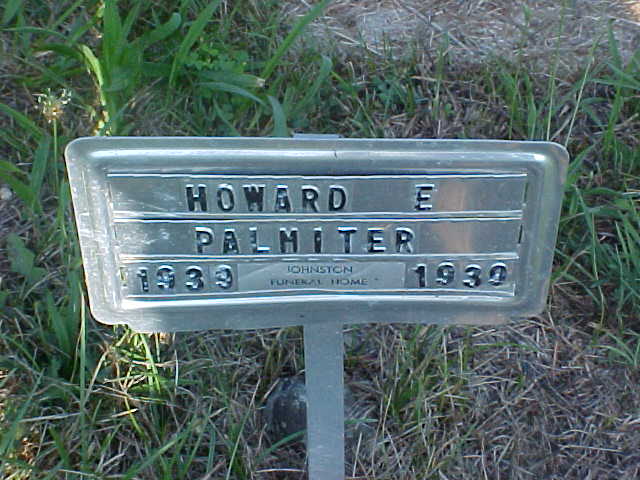 HOWARD E
PALMITER
1939 JOHNSTON FUNERAL HOME 1939